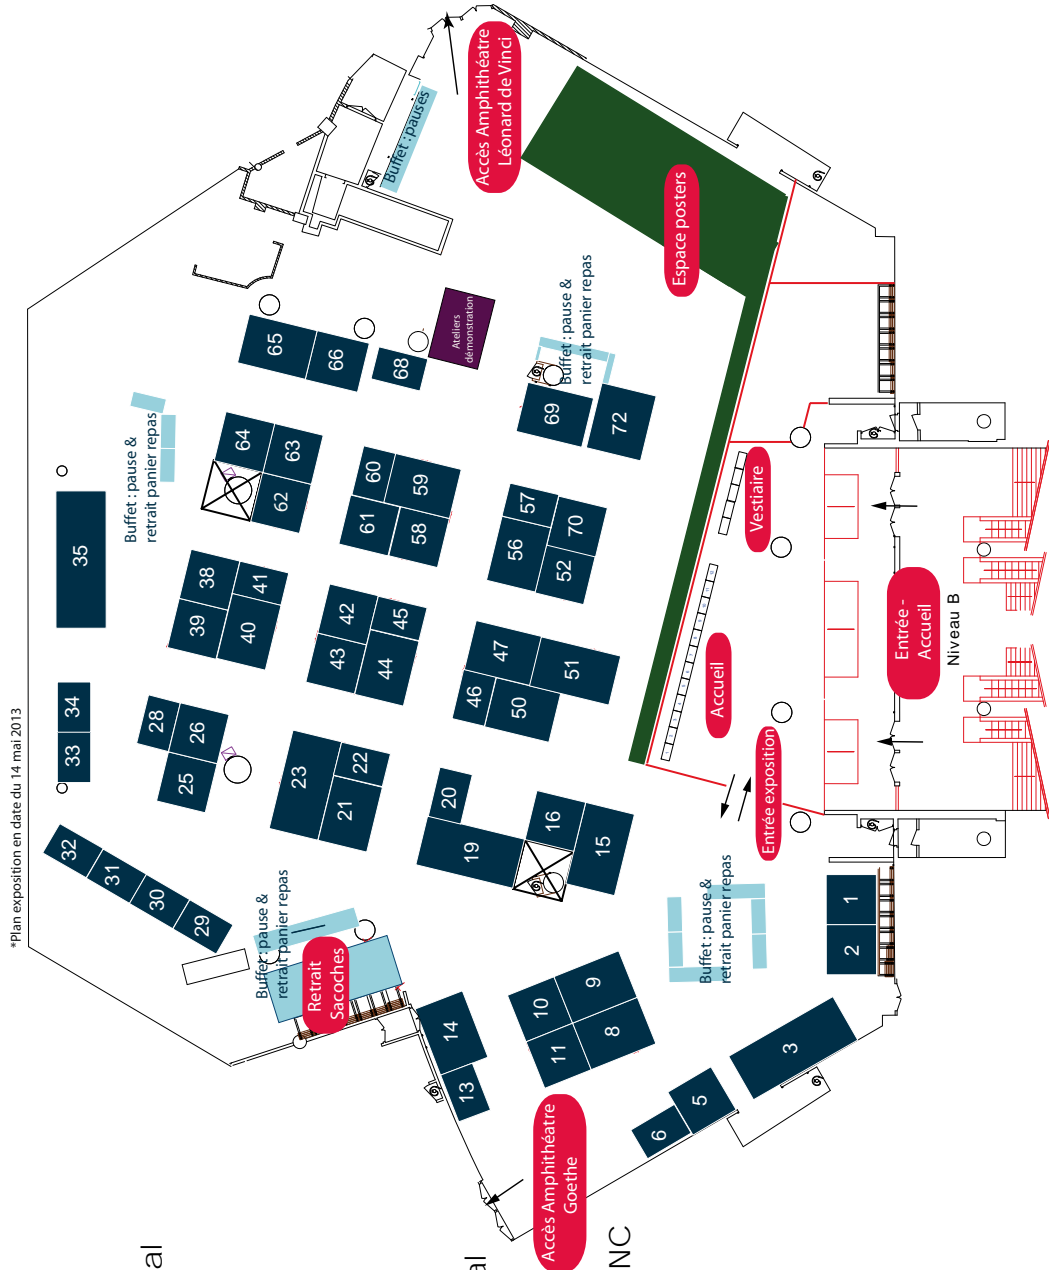 *Plan exposition en date du 14 mai 2013
33
34
35
32
31
30
29
28
25
26
39
38
40
41
64
63
62
65
66
68
Buffet : pause &
retrait panier repas
Buffet : pauses
Accès Amphithéâtre
Léonard de Vinci
Ateliers
démonstration
Espace posters
Buffet : pause &
retrait panier repas
60
59
61
58
42
45
43
44
23
22
21
Buffet : pause &
retrait panier repas
Retrait
Sacoches
69
72
57
70
56
52
47
51
46
50
20
19
16
15
14
13
10
9
11
8
Buffet : pause &
retrait panier repas
1
2
3
5
6
Accès Amphithéâtre
Goethe
Vestiaire
Accueil
Entrée exposition
Entrée -
Accueil
Niveau B
al
al
NC